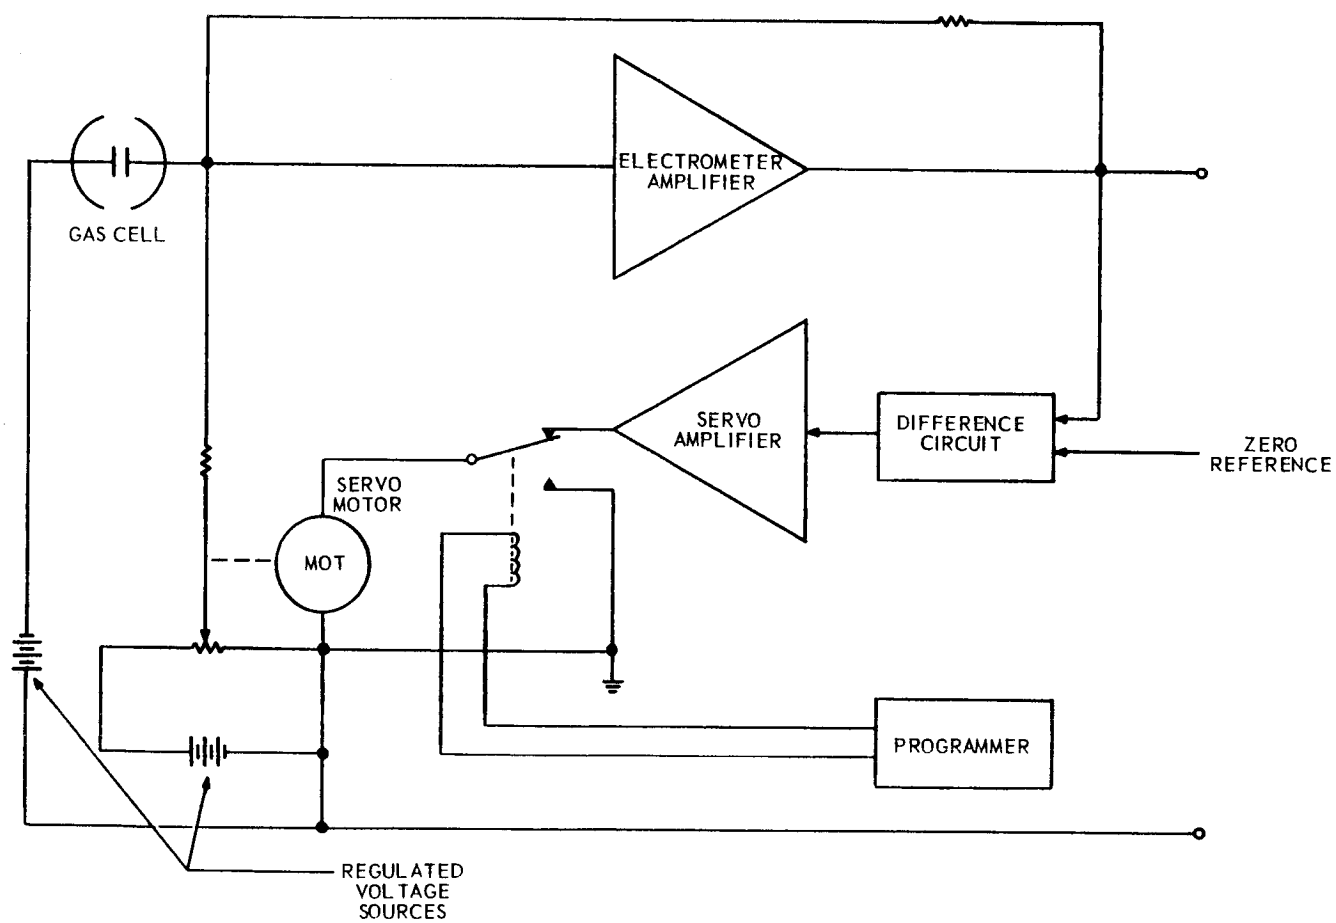 ELECTROMETER
AMPLIFIER
GAS CELL
SERVO
AMPLIFIER
DIFFERENCE
CIRCUIT
ZERO
REFERENCE
SERVO
MOTOR
MOT
PROGRAMMER
REGULATED
VOLTAGE
SOURCES